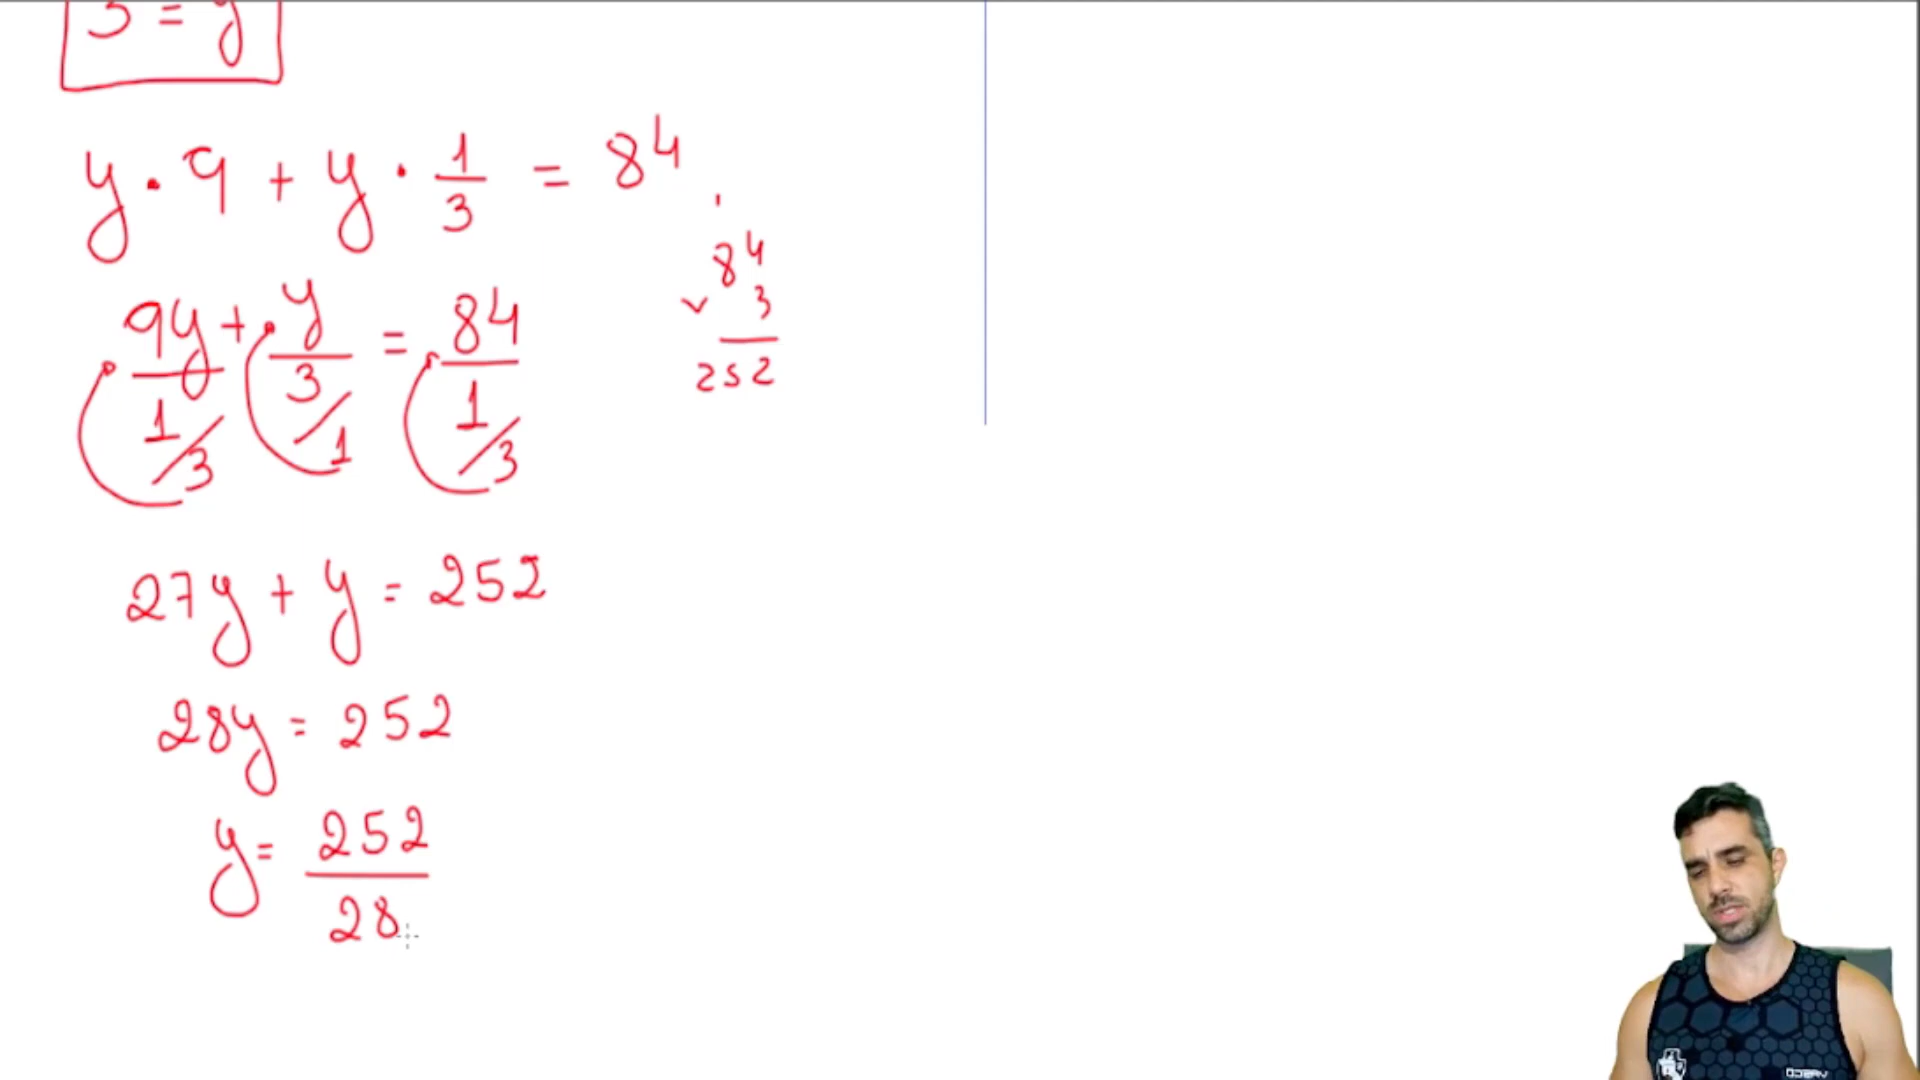 3 = y
y · 9 + y · 1/3 = 84
9y/1 + y/3 = 84/1
/3 /1 /3
84
× 3
252
27y + y = 252
28y = 252
y = 252/28